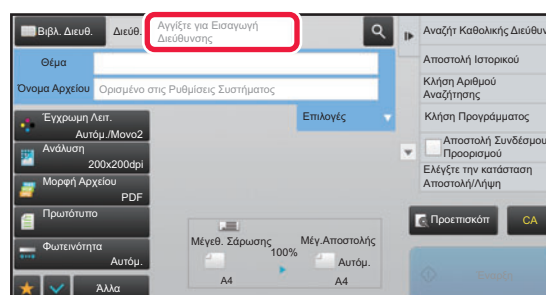 Βιβλ. Διευθ.
Διεύθ.
Αγγίξτε για Εισαγωγή
Διεύθυνσης
Θέμα
Όνομα Αρχείου
Ορισμένο στις Ρυθμίσεις Συστήματος
Επιλογές
Έγχρωμη Λειτ.
Αυτόμ./Μονο2
Ανάλυση
200x200dpi
Μορφή Αρχείου
PDF
Πρωτότυπο
Φωτεινότητα
Αυτόμ.
Άλλα
Μέγεθ. Σάρωσης
100%
Μέγ.Αποστολής
Αυτόμ.
A4
A4
Αναζήτ Καθολικής Διεύθυν
Αποστολή Ιστορικού
Κλήση Αριθμού
Αναζήτησης
Κλήση Προγράμματος
Αποστολή Συνδέσμου
Προορισμού
Ελέγξτε την κατάσταση
Αποστολή/Λήψη
Προεπισκόπ
CA
Έναρξη